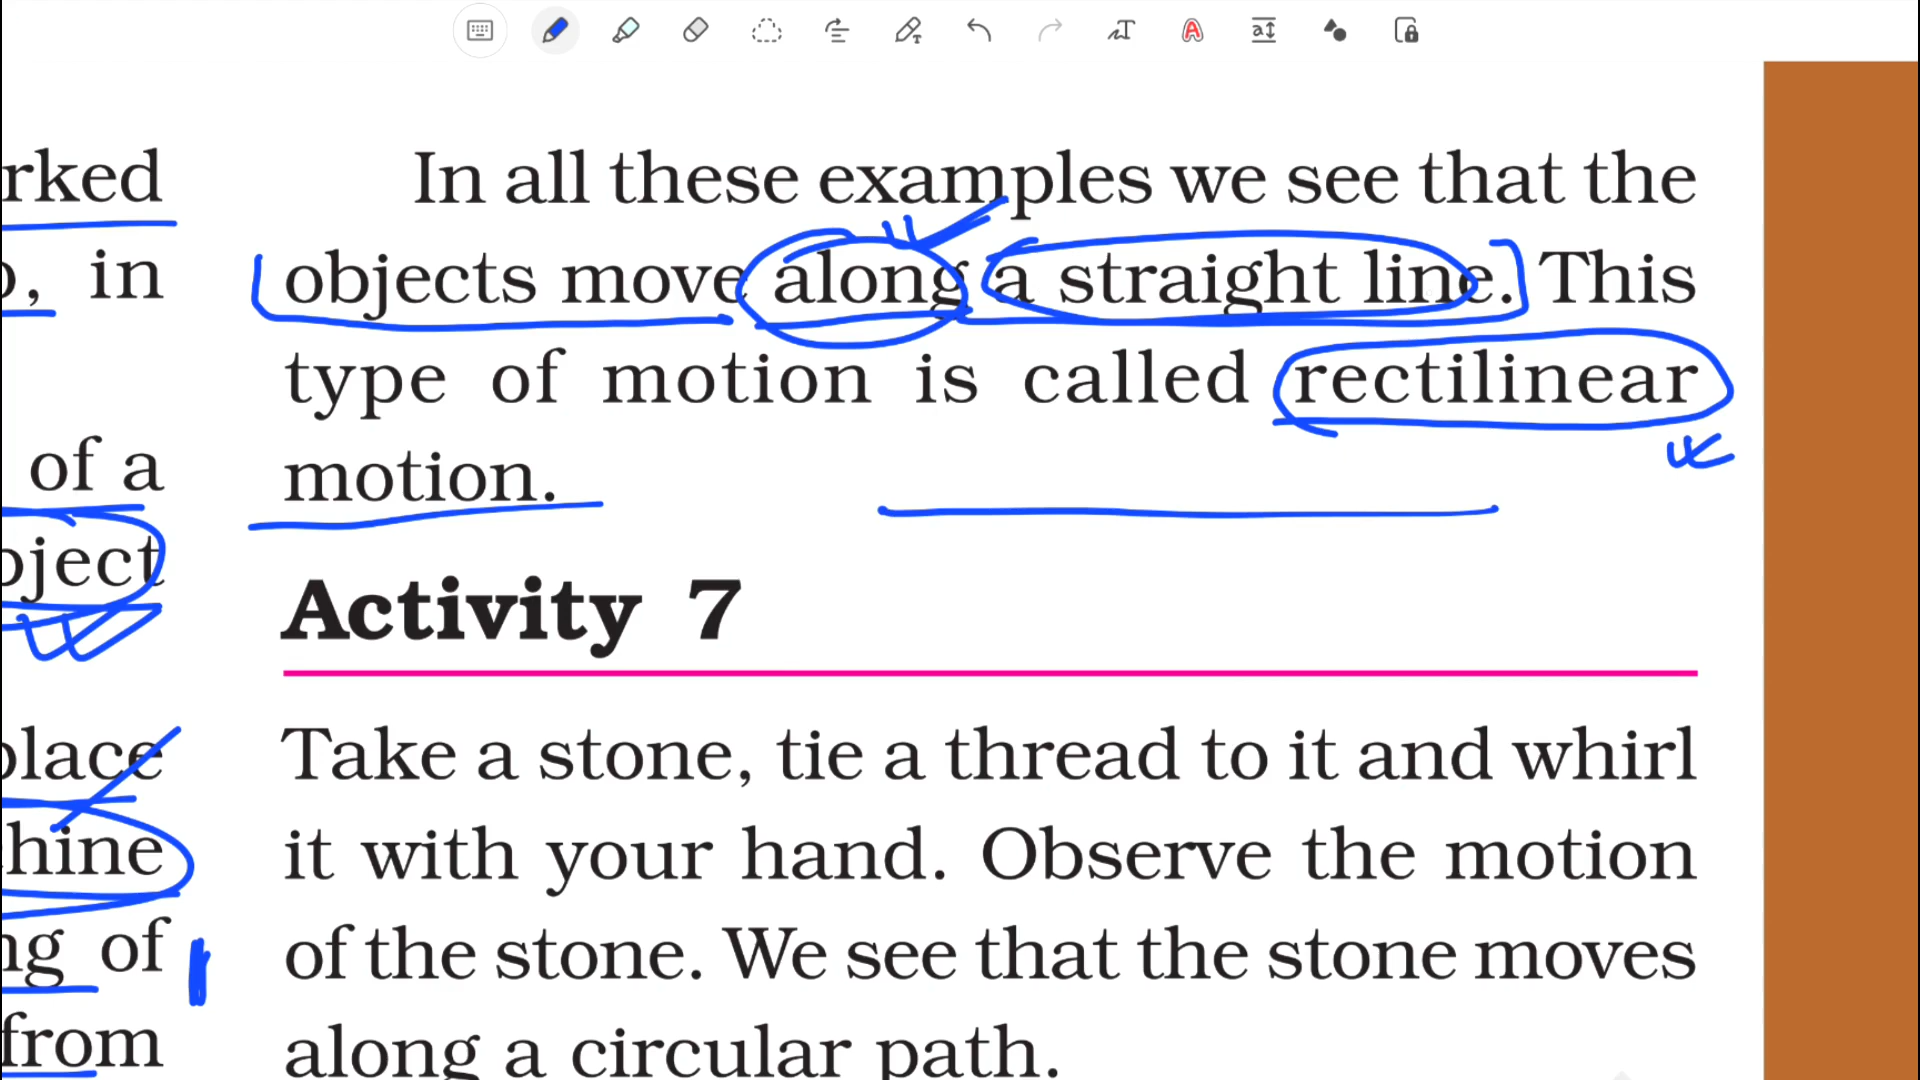 rked
in
of a
In all these examples we see that the
objects move along a straight line. This
type of motion is called rectilinear
motion.
Activity 7
Take a stone, tie a thread to it and whirl
it with your hand. Observe the motion
of the stone. We see that the stone moves
along a circular path.
of
from